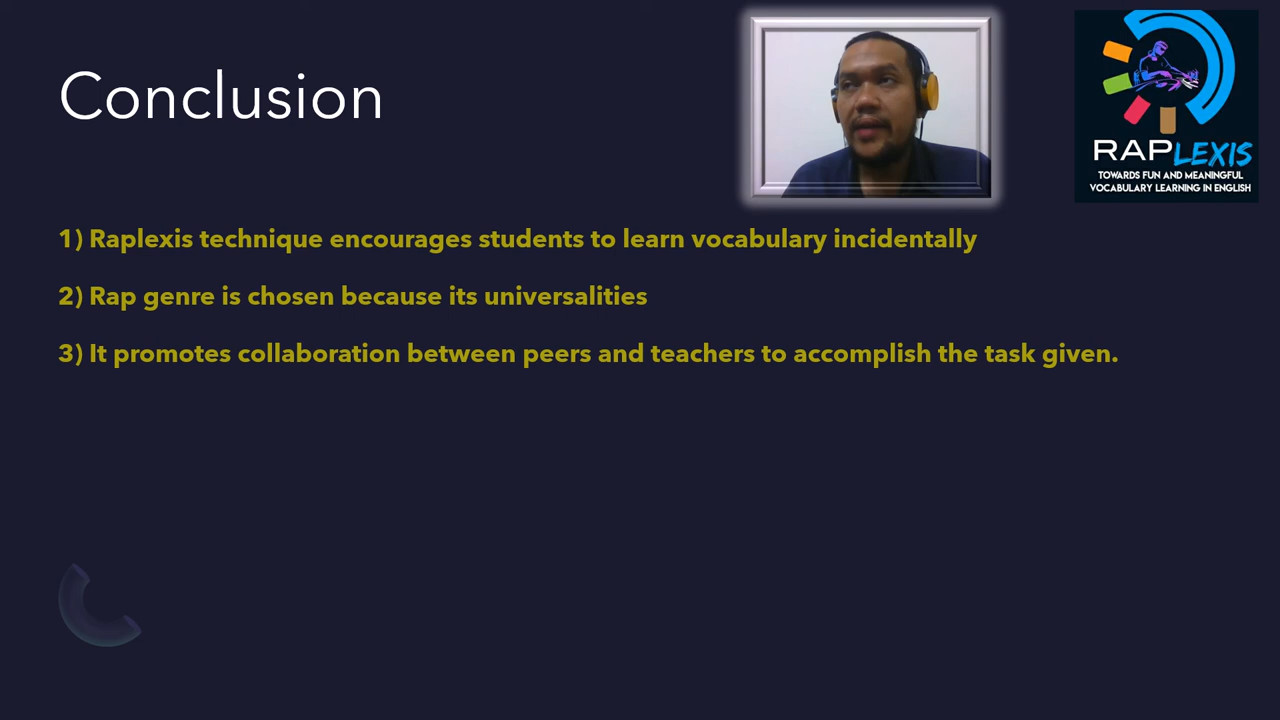 Conclusion
RAPLEXIS
TOWARDS FUN AND MEANINGFUL
VOCABULARY LEARNING IN ENGLISH
1) Raplexis technique encourages students to learn vocabulary incidentally
2) Rap genre is chosen because its universalities
3) It promotes collaboration between peers and teachers to accomplish the task given.